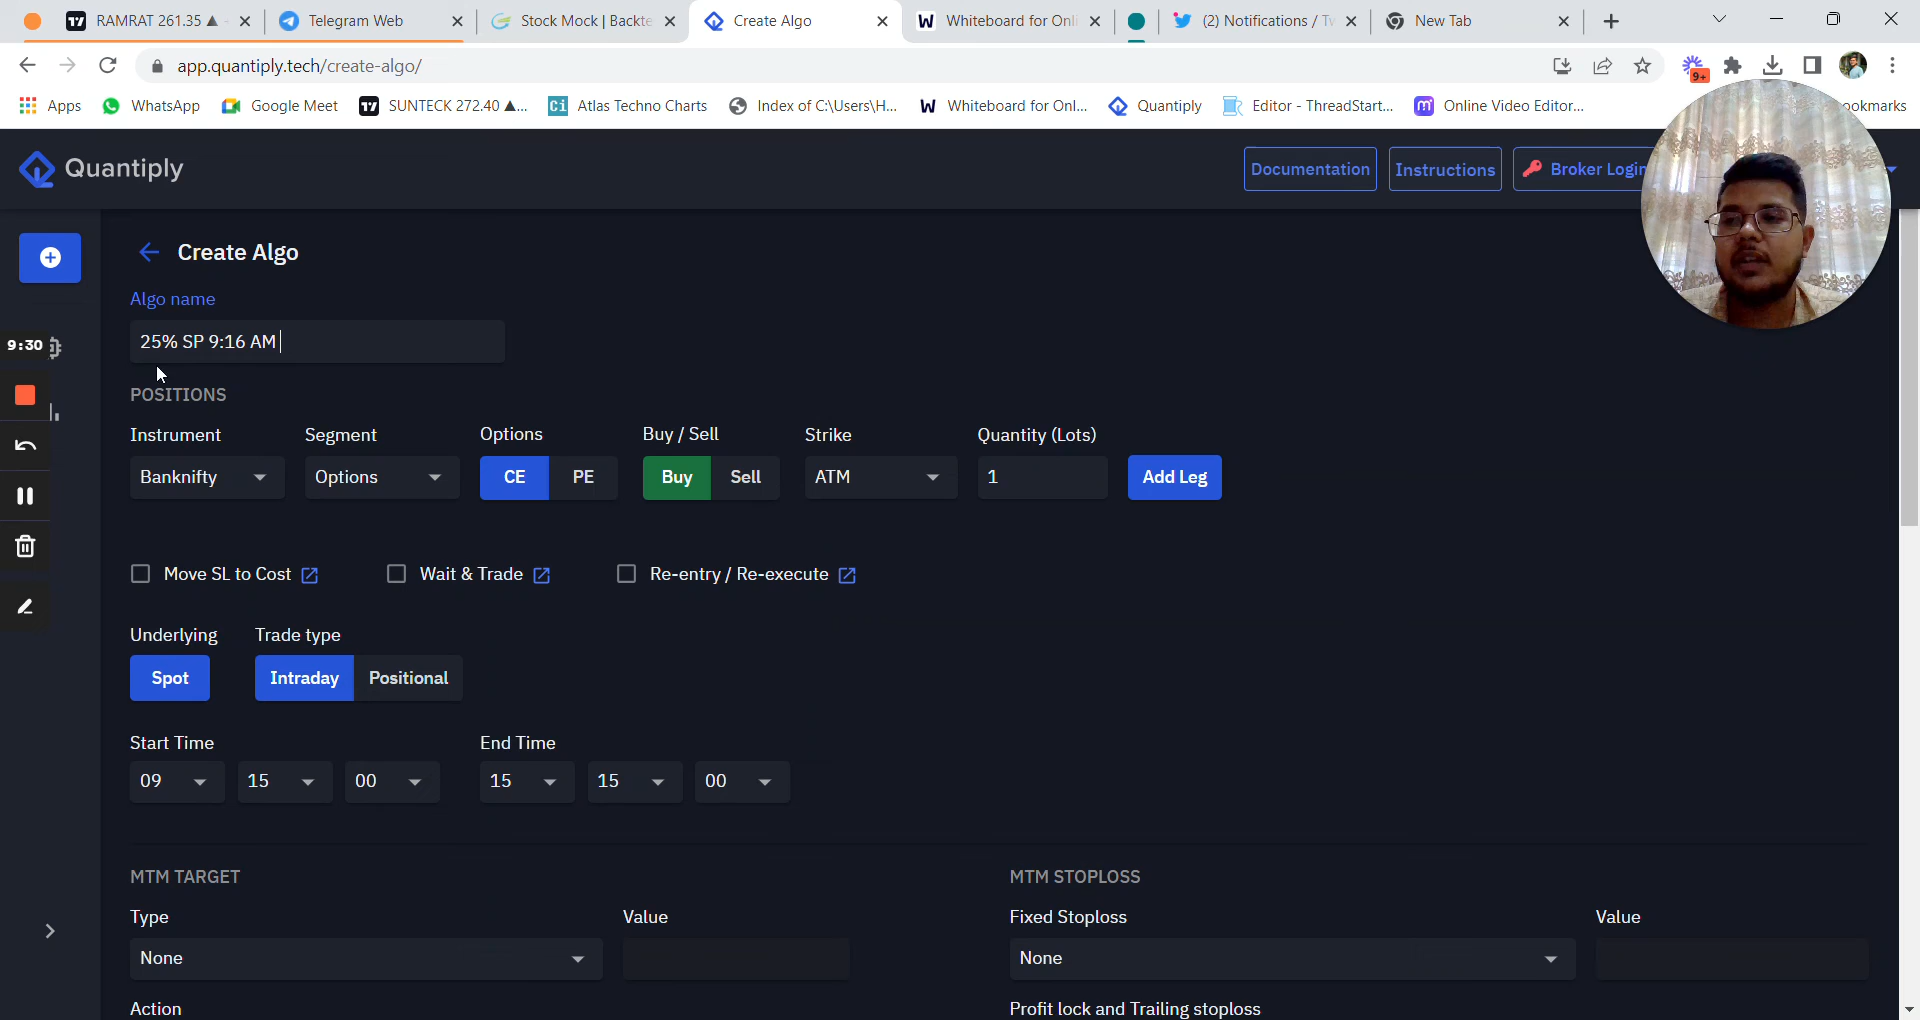 RAMRAT 261.35 ▲
Telegram Web
Stock Mock | Backte
Create Algo
W Whiteboard for Onli
(2) Notifications / Tw
New Tab
app.quantiply.tech/create-algo/
9+
Apps
WhatsApp
Google Meet
SUNTECK 272.40 ▲...
Ci Atlas Techno Charts
Index of C:\Users\H...
W Whiteboard for Onl...
Quantiply
Editor - ThreadStart...
m Online Video Editor...
ookmarks
Quantiply
Documentation
Instructions
Broker Login
Create Algo
Algo name
25% SP 9:16 AM
9:30
POSITIONS
Instrument Segment Options Buy / Sell Strike Quantity (Lots)
Banknifty Options CE PE Buy Sell ATM 1 Add Leg
Move SL to Cost Wait & Trade Re-entry / Re-execute
Underlying Trade type
Spot Intraday Positional
Start Time End Time
09 15 00 15 15 00
MTM TARGET MTM STOPLOSS
Type Value Fixed Stoploss Value
None None
Action Profit lock and Trailing stoploss